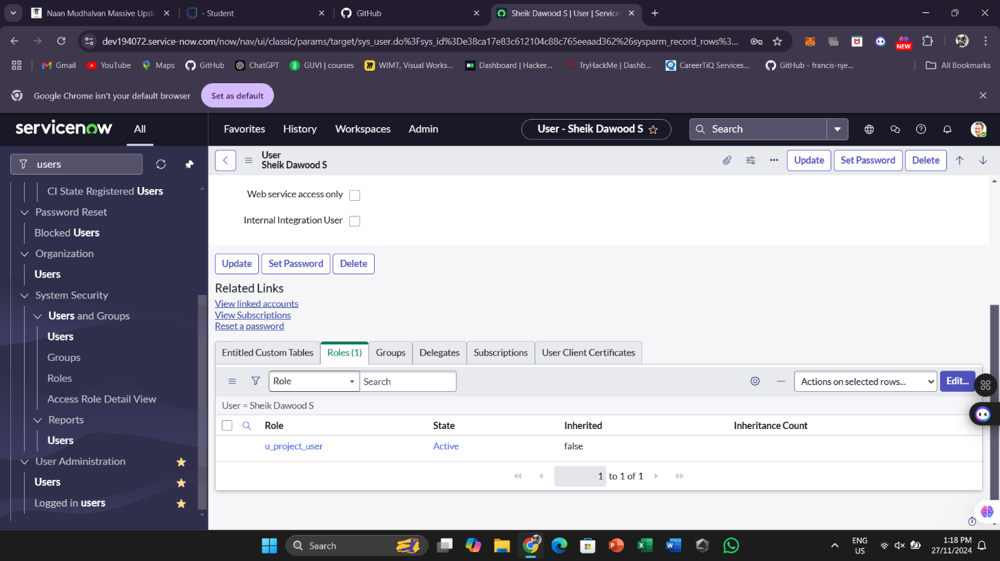 Naan Mudhalvan Massive Upsk
- Student
GitHub
Sheik Dawood S | User | Service
dev194072.service-now.com/now/nav/ui/classic/params/target/sys_user.do%3Fsys_id%3De38ca17e83c612104c88c765eeaad362%26sysparm_record_rows%3...
NEW
Gmail
YouTube
Maps
GitHub
ChatGPT
GUVI | courses
WIMT, Visual Works...
Dashboard | Hacker...
TryHackMe | Dashb...
CareerTiQ Services...
GitHub - francis-nje...
All Bookmarks
Google Chrome isn't your default browser
Set as default
servicenow
All
Favorites
History
Workspaces
Admin
User - Sheik Dawood S
Search
users
User
Sheik Dawood S
Update
Set Password
Delete
CI State Registered Users
Password Reset
Blocked Users
Organization
Users
System Security
Users and Groups
Users
Groups
Roles
Access Role Detail View
Reports
Users
User Administration
Users
Logged in users
Web service access only
Internal Integration User
Update
Set Password
Delete
Related Links
View linked accounts
View Subscriptions
Reset a password
Entitled Custom Tables
Roles (1)
Groups
Delegates
Subscriptions
User Client Certificates
Role
Search
Actions on selected rows...
Edit...
User = Sheik Dawood S
Role
State
Inherited
Inheritance Count
u_project_user
Active
false
1 to 1 of 1
Search
ENG
US
1:18 PM
27/11/2024